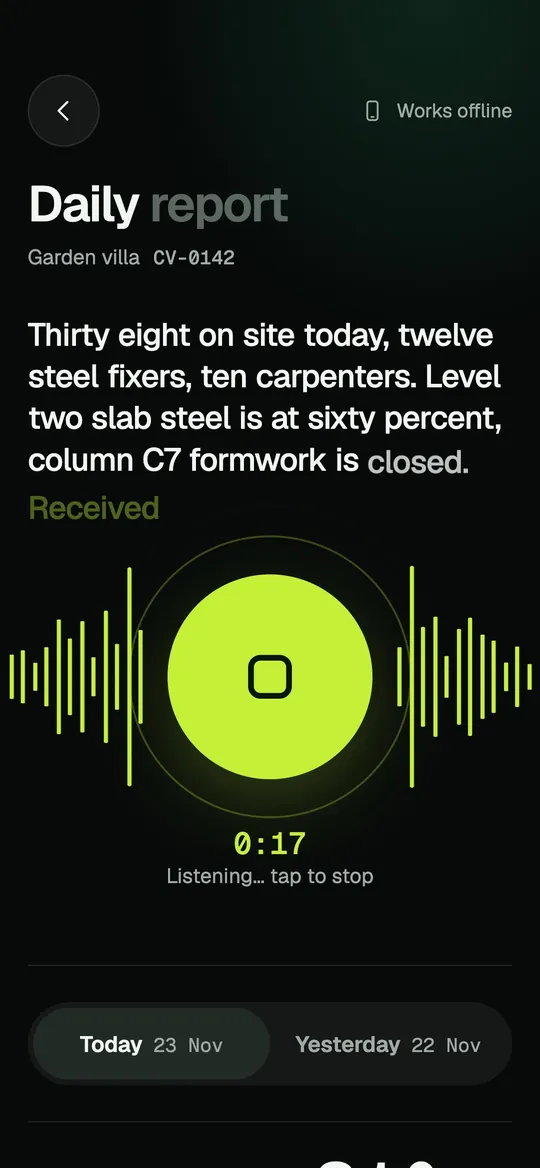 Works offline
Daily report
Garden villa CV-0142
Thirty eight on site today, twelve
steel fixers, ten carpenters. Level
two slab steel is at sixty percent,
column C7 formwork is closed.
Received
0:17
Listening... tap to stop
Today 23 Nov
Yesterday 22 Nov